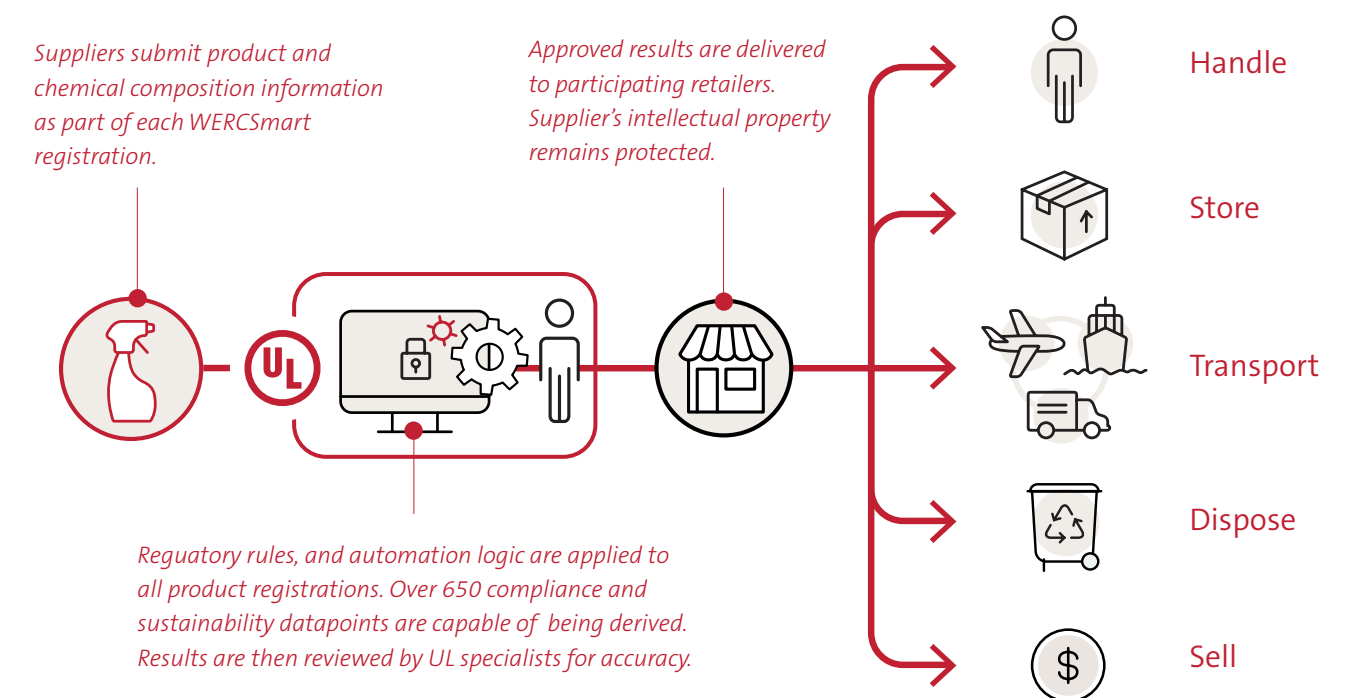 Suppliers submit product and
chemical composition information
as part of each WERCSmart
registration.
Approved results are delivered
to participating retailers.
Supplier's intellectual property
remains protected.
UL
Reguatory rules, and automation logic are applied to
all product registrations. Over 650 compliance and
sustainability datapoints are capable of being derived.
Results are then reviewed by UL specialists for accuracy.
Handle
Store
Transport
Dispose
$
Sell